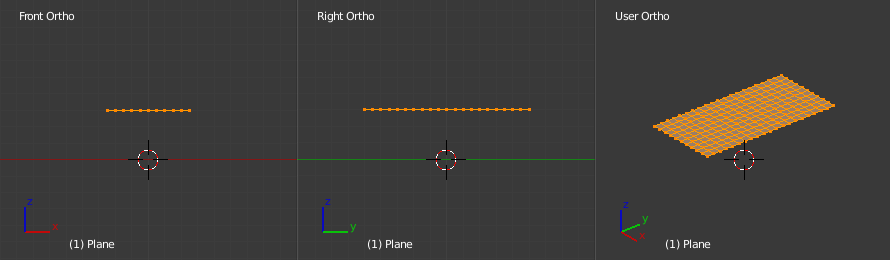 Front Ortho
Right Ortho
User Ortho
z
x
z
y
z
y
x
(1) Plane
(1) Plane
(1) Plane